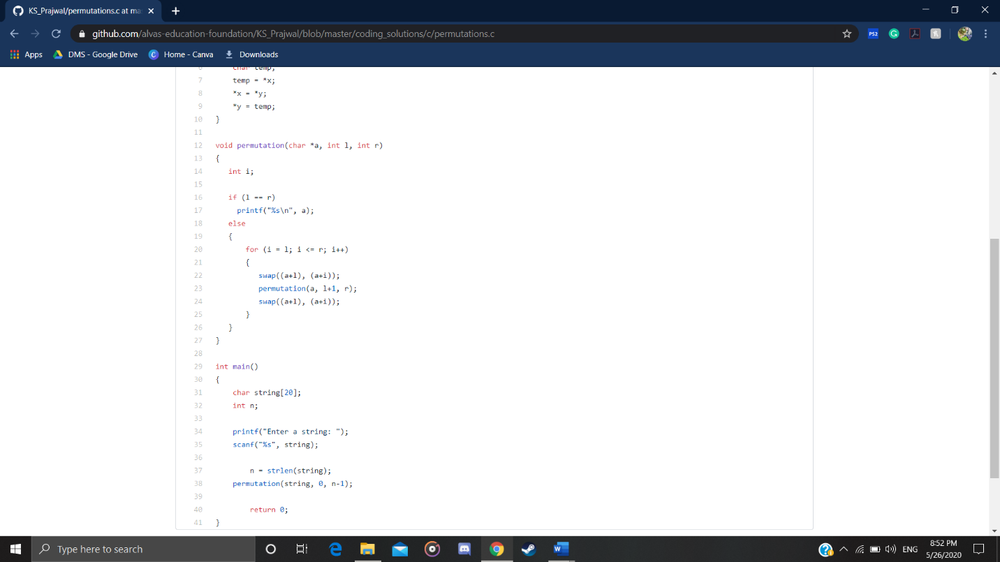 KS_Prajwal/permutations.c at ma
github.com/alvas-education-foundation/KS_Prajwal/blob/master/coding_solutions/c/permutations.c
PS2
G
Apps
DMS - Google Drive
C
Home - Canva
Downloads
6 char temp;
7 temp = *x;
8 *x = *y;
9 *y = temp;
10 }
11
12 void permutation(char *a, int l, int r)
13 {
14 int i;
15
16 if (l == r)
17 printf("%s\n", a);
18 else
19 {
20 for (i = l; i <= r; i++)
21 {
22 swap((a+l), (a+i));
23 permutation(a, l+1, r);
24 swap((a+l), (a+i));
25 }
26 }
27 }
28
29 int main()
30 {
31 char string[20];
32 int n;
33
34 printf("Enter a string: ");
35 scanf("%s", string);
36
37 n = strlen(string);
38 permutation(string, 0, n-1);
39
40 return 0;
41 }
Type here to search
ENG
8:52 PM
5/26/2020